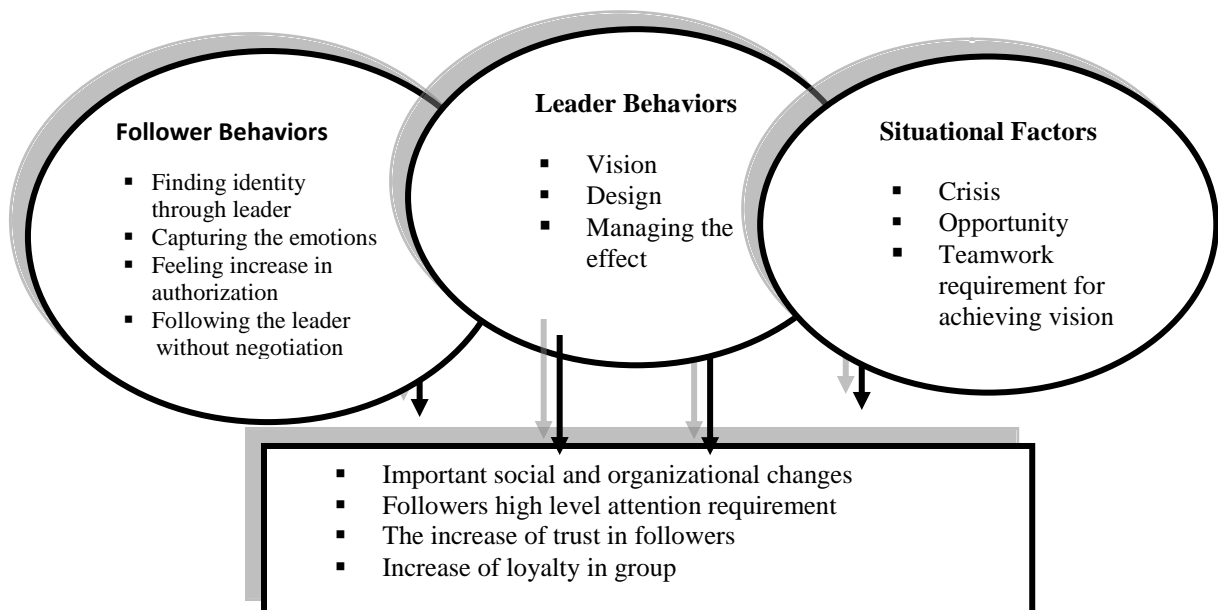 Follower Behaviors
▪ Finding identity
through leader
▪ Capturing the emotions
▪ Feeling increase in
authorization
▪ Following the leader
without negotiation
Leader Behaviors
▪ Vision
▪ Design
▪ Managing the
effect
Situational Factors
▪ Crisis
▪ Opportunity
▪ Teamwork
requirement for
achieving vision
▪ Important social and organizational changes
▪ Followers high level attention requirement
▪ The increase of trust in followers
▪ Increase of loyalty in group